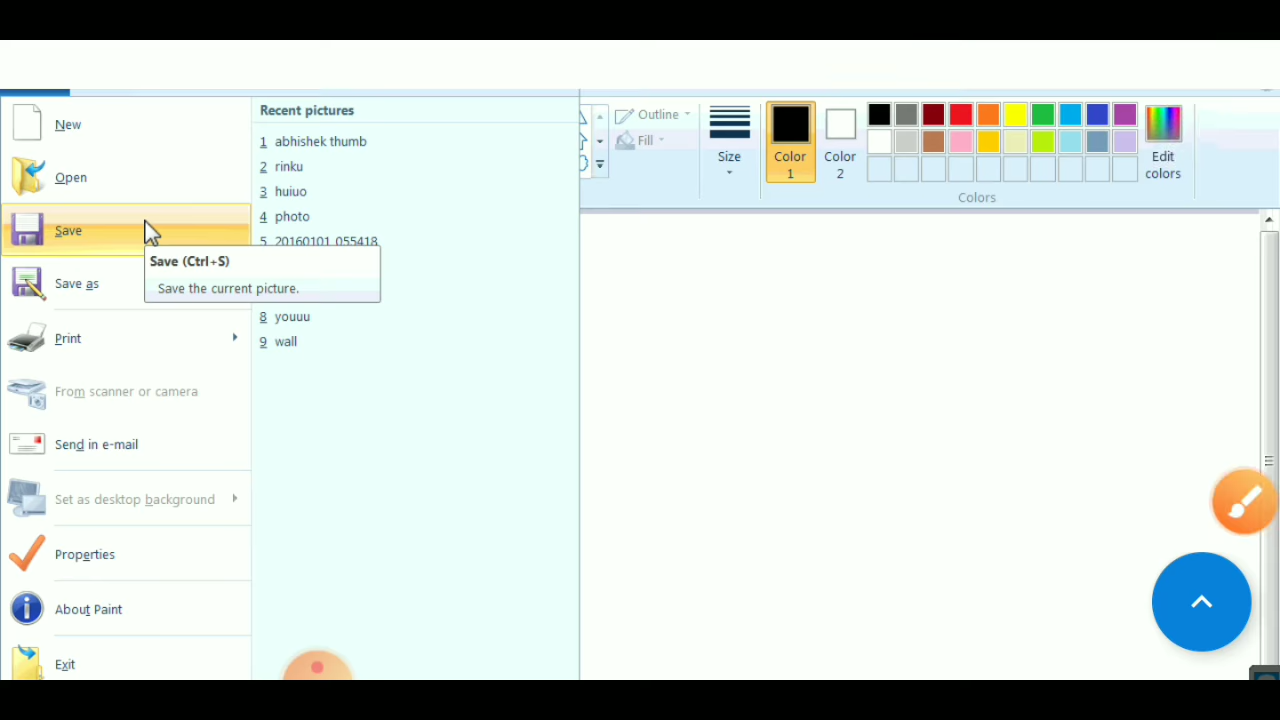 New
Open
Save
Save as
Print
From scanner or camera
Send in e-mail
Set as desktop background
Properties
About Paint
Exit
Recent pictures
1 abhishek thumb
2 rinku
3 huiuo
4 photo
5 20160101_055418
8 youuu
9 wall
Save (Ctrl+S)
Save the current picture.
Outline
Fill
Size
Color
1
Color
2
Edit
colors
Colors